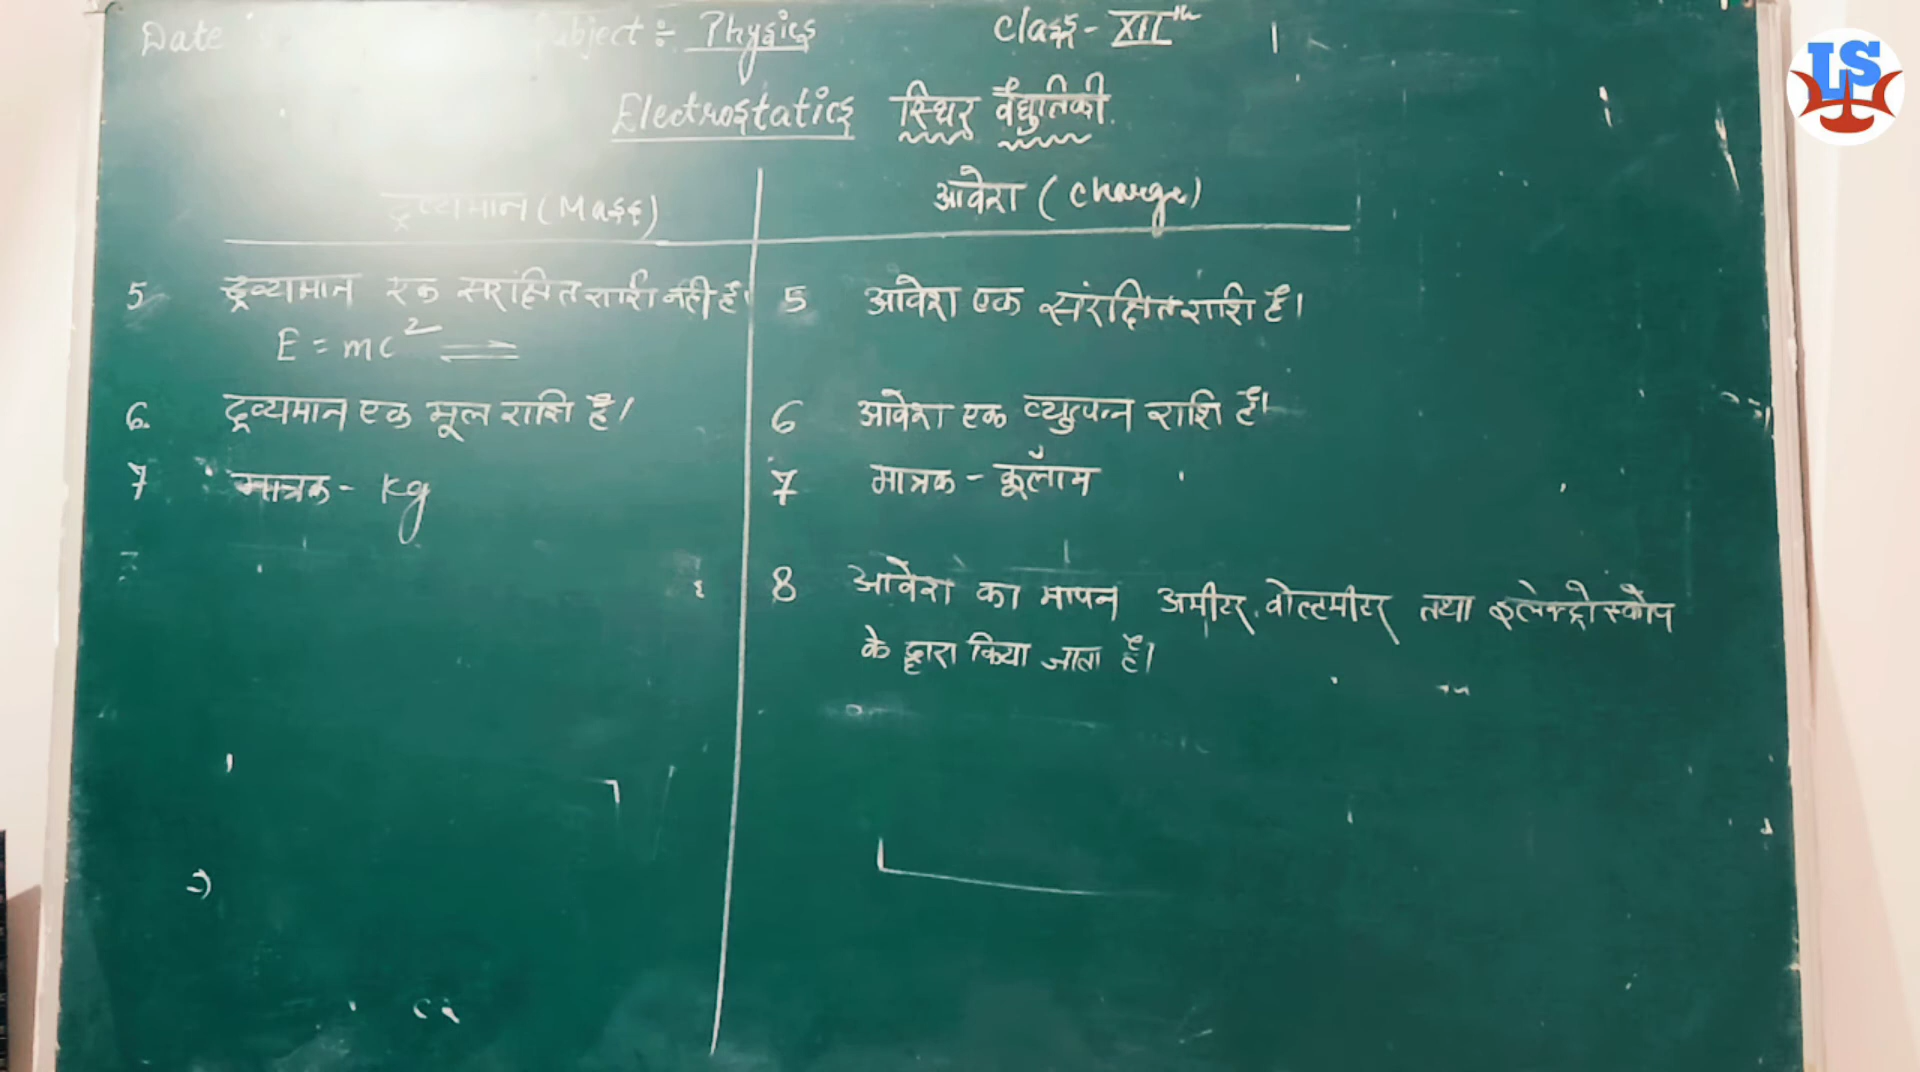 Date Subject :- Physics Class - XIIth
Electrostatics स्थिर वैद्युतिकी
द्रव्यमान (Mass) आवेश (Charge)
5 द्रव्यमान एक संरक्षित राशि नहीं है। 5 आवेश एक संरक्षित राशि है।
E = mc²
6. द्रव्यमान एक मूल राशि है। 6 आवेश एक व्युत्पन्न राशि है।
7 मात्रक - Kg 7 मात्रक - कूलॉम
8 आवेश का मापन अमीटर, वोल्टमीटर तथा इलेक्ट्रोस्कोप
के द्वारा किया जाता है।
LS